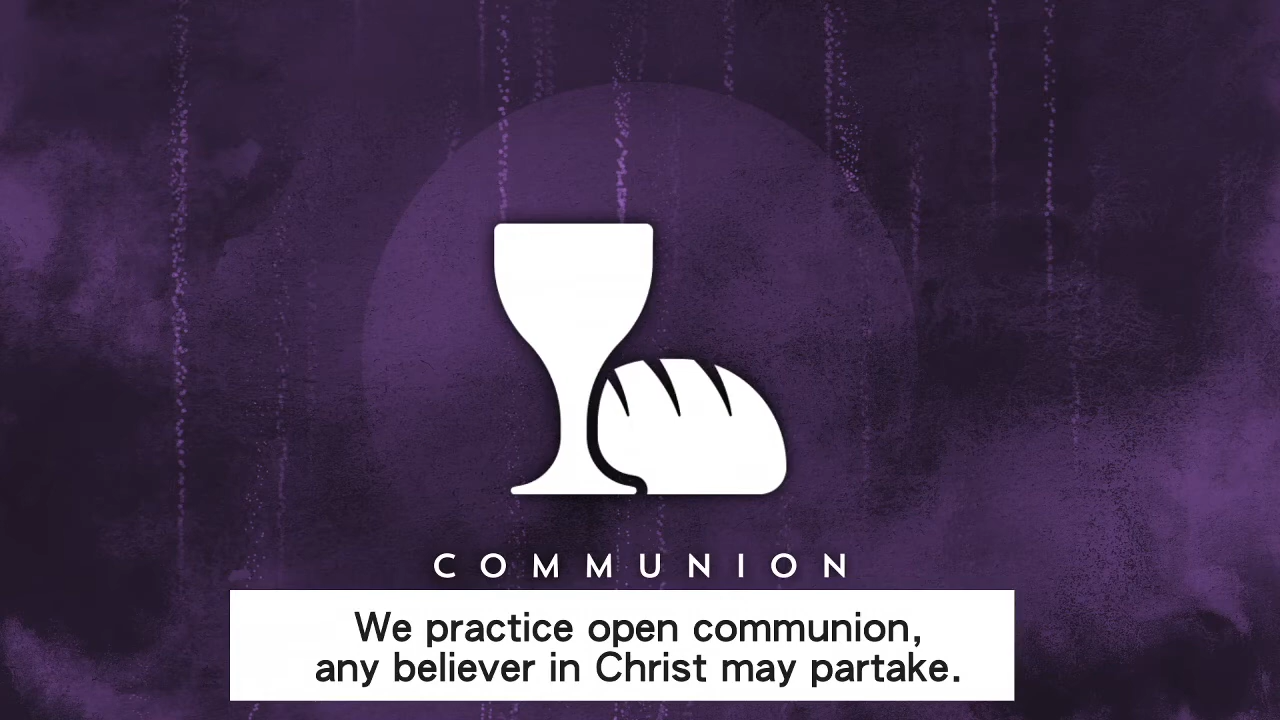 COMMUNION
We practice open communion,
any believer in Christ may partake.